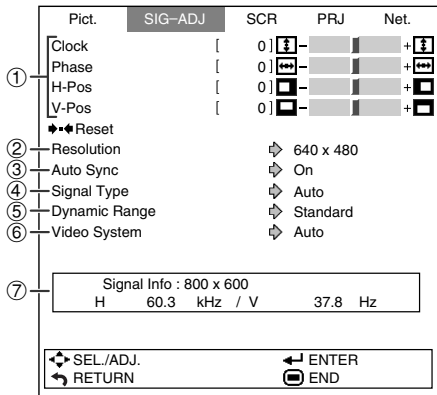 Pict. SIG-ADJ SCR PRJ Net.
① Clock [ 0 ] - +
Phase [ 0 ] - +
H-Pos [ 0 ] - +
V-Pos [ 0 ] - +
Reset
② Resolution 640 x 480
③ Auto Sync On
④ Signal Type Auto
⑤ Dynamic Range Standard
⑥ Video System Auto
⑦ Signal Info : 800 x 600
H 60.3 kHz / V 37.8 Hz
SEL./ADJ. ENTER
RETURN END